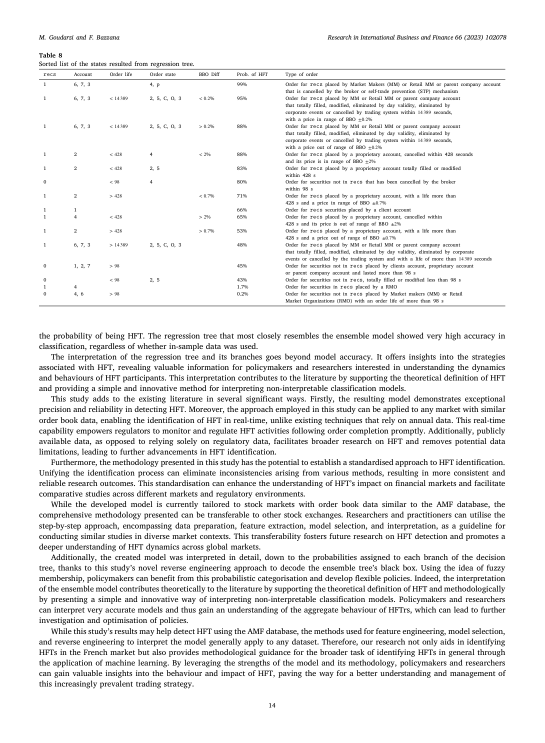 M. Goudarzi and F. Bazzana
Research in International Business and Finance 66 (2023) 102078
Table 8
Sorted list of the states resulted from regression tree.
rocz Account Order life Order state BBO Diff Prob. of HFT Type of order
1 6, 7, 3 4, p 99% Order for rocz placed by Market Makers (MM) or Retail MM or parent company account
that is cancelled by the broker or self-trade prevention (STP) mechanism
1 6, 7, 3 < 14 389 2, 5, C, O, 3 < 0.2% 95% Order for rocz placed by MM or Retail MM or parent company account
that totally filled, modified, eliminated by day validity, eliminated by
corporate events or cancelled by trading system within 14 389 seconds,
with a price in range of BBO ±0.2%
1 6, 7, 3 < 14 389 2, 5, C, O, 3 > 0.2% 88% Order for rocz placed by MM or Retail MM or parent company account
that totally filled, modified, eliminated by day validity, eliminated by
corporate events or cancelled by trading system within 14 389 seconds,
with a price out of range of BBO ±0.2%
1 2 < 428 4 < 2% 88% Order for rocz placed by a proprietary account, cancelled within 428 seconds
and its price is in range of BBO ±2%
1 2 < 428 2, 5 83% Order for rocz placed by a proprietary account totally filled or modified
within 428 s
0 < 98 4 80% Order for securities not in rocz that has been cancelled by the broker
within 98 s
1 2 > 428 < 0.7% 71% Order for rocz placed by a proprietary account, with a life more than
428 s and a price in range of BBO ±0.7%
1 1 66% Order for rocz securities placed by a client account
1 4 < 428 > 2% 65% Order for rocz placed by a proprietary account, cancelled within
428 s and its price is not out of range of BBO ±2%
1 2 > 428 > 0.7% 53% Order for rocz placed by a proprietary account, with a life more than
428 s and a price out of range of BBO ±0.7%
1 6, 7, 3 > 14 389 2, 5, C, O, 3 48% Order for rocz placed by MM or Retail MM or parent company account
that totally filled, modified, eliminated by day validity, eliminated by corporate
events or cancelled by the trading system and with a life of more than 14 389 seconds
0 1, 2, 7 > 98 45% Order for securities not in rocz placed by clients account, proprietary account
or parent company account and lasted more than 98 s
0 < 98 2, 5 43% Order for securities not in rocz, totally filled or modified less than 98 s
1 4 1.7% Order for securities not in rocz placed by a RMO
0 4, 6 > 98 0.2% Order for securities not in rocz placed by Market makers (MM) or Retail
Market Organizations (RMO) with an order life of more than 98 s
the probability of being HFT. The regression tree that most closely resembles the ensemble model showed very high accuracy in
classification, regardless of whether in-sample data was used.
The interpretation of the regression tree and its branches goes beyond model accuracy. It offers insights into the strategies
associated with HFT, revealing valuable information for policymakers and researchers interested in understanding the dynamics
and behaviours of HFT participants. This interpretation contributes to the literature by supporting the theoretical definition of HFT
and providing a simple and innovative method for interpreting non-interpretable classification models.
This study adds to the existing literature in several significant ways. Firstly, the resulting model demonstrates exceptional
precision and reliability in detecting HFT. Moreover, the approach employed in this study can be applied to any market with similar
order book data, enabling the identification of HFT in real-time, unlike existing techniques that rely on annual data. This real-time
capability empowers regulators to monitor and regulate HFT activities following order completion promptly. Additionally, publicly
available data, as opposed to relying solely on regulatory data, facilitates broader research on HFT and removes potential data
limitations, leading to further advancements in HFT identification.
Furthermore, the methodology presented in this study has the potential to establish a standardised approach to HFT identification.
Unifying the identification process can eliminate inconsistencies arising from various methods, resulting in more consistent and
reliable research outcomes. This standardisation can enhance the understanding of HFT's impact on financial markets and facilitate
comparative studies across different markets and regulatory environments.
While the developed model is currently tailored to stock markets with order book data similar to the AMF database, the
comprehensive methodology presented can be transferable to other stock exchanges. Researchers and practitioners can utilise the
step-by-step approach, encompassing data preparation, feature extraction, model selection, and interpretation, as a guideline for
conducting similar studies in diverse market contexts. This transferability fosters future research on HFT detection and promotes a
deeper understanding of HFT dynamics across global markets.
Additionally, the created model was interpreted in detail, down to the probabilities assigned to each branch of the decision
tree, thanks to this study's novel reverse engineering approach to decode the ensemble tree's black box. Using the idea of fuzzy
membership, policymakers can benefit from this probabilistic categorisation and develop flexible policies. Indeed, the interpretation
of the ensemble model contributes theoretically to the literature by supporting the theoretical definition of HFT and methodologically
by presenting a simple and innovative way of interpreting non-interpretable classification models. Policymakers and researchers
can interpret very accurate models and thus gain an understanding of the aggregate behaviour of HFTrs, which can lead to further
investigation and optimisation of policies.
While this study's results may help detect HFT using the AMF database, the methods used for feature engineering, model selection,
and reverse engineering to interpret the model generally apply to any dataset. Therefore, our research not only aids in identifying
HFTs in the French market but also provides methodological guidance for the broader task of identifying HFTs in general through
the application of machine learning. By leveraging the strengths of the model and its methodology, policymakers and researchers
can gain valuable insights into the behaviour and impact of HFT, paving the way for a better understanding and management of
this increasingly prevalent trading strategy.
14